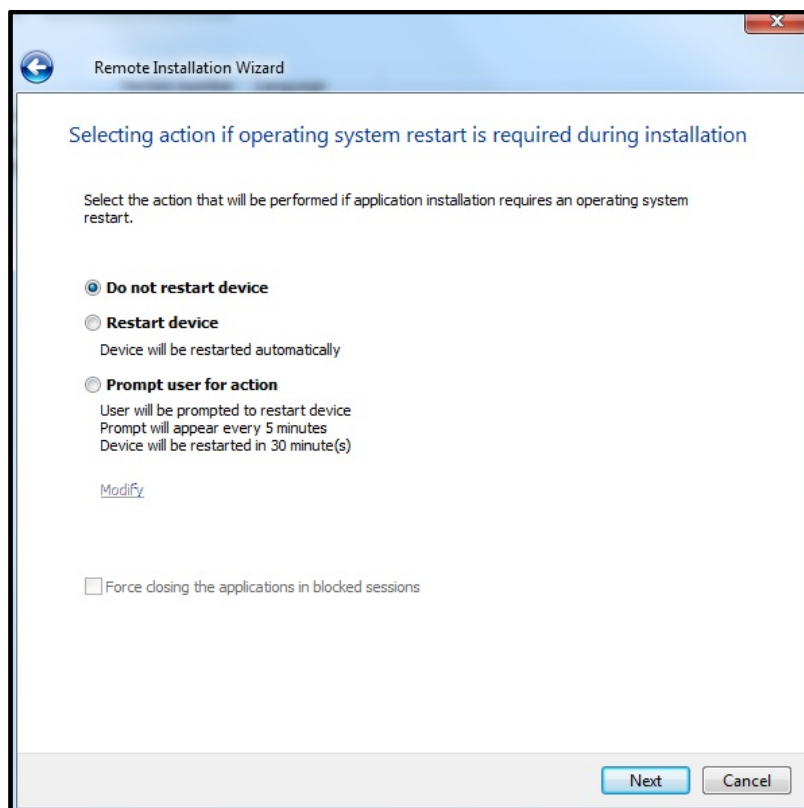 Remote Installation Wizard
Selecting action if operating system restart is required during installation
Select the action that will be performed if application installation requires an operating system
restart.
Do not restart device
Restart device
Device will be restarted automatically
Prompt user for action
User will be prompted to restart device
Prompt will appear every 5 minutes
Device will be restarted in 30 minute(s)
Modify
Force closing the applications in blocked sessions
Next
Cancel